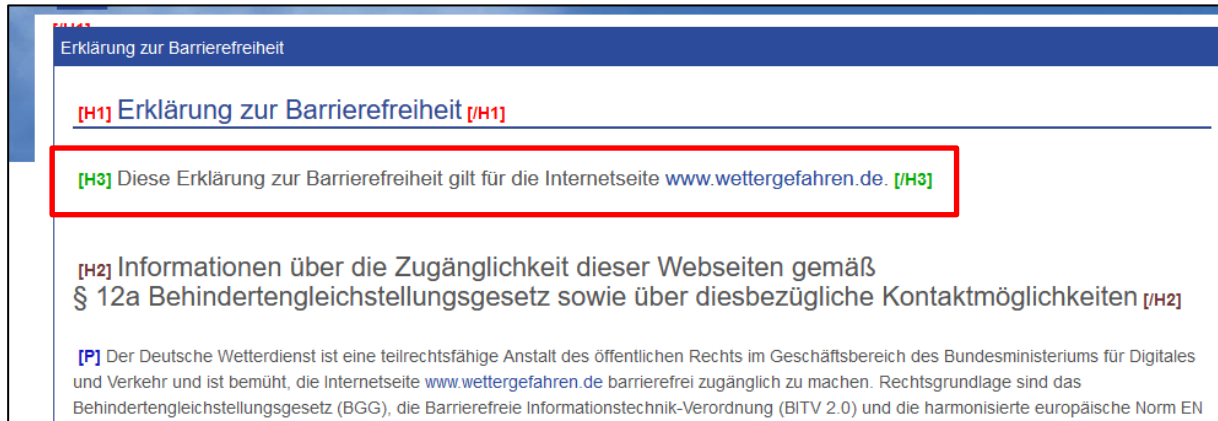 [/H1]
Erklärung zur Barrierefreiheit
[H1] Erklärung zur Barrierefreiheit [/H1]
[H3] Diese Erklärung zur Barrierefreiheit gilt für die Internetseite www.wettergefahren.de. [/H3]
[H2] Informationen über die Zugänglichkeit dieser Webseiten gemäß
§ 12a Behindertengleichstellungsgesetz sowie über diesbezügliche Kontaktmöglichkeiten [/H2]
[P] Der Deutsche Wetterdienst ist eine teilrechtsfähige Anstalt des öffentlichen Rechts im Geschäftsbereich des Bundesministeriums für Digitales
und Verkehr und ist bemüht, die Internetseite www.wettergefahren.de barrierefrei zugänglich zu machen. Rechtsgrundlage sind das
Behindertengleichstellungsgesetz (BGG), die Barrierefreie Informationstechnik-Verordnung (BITV 2.0) und die harmonisierte europäische Norm EN